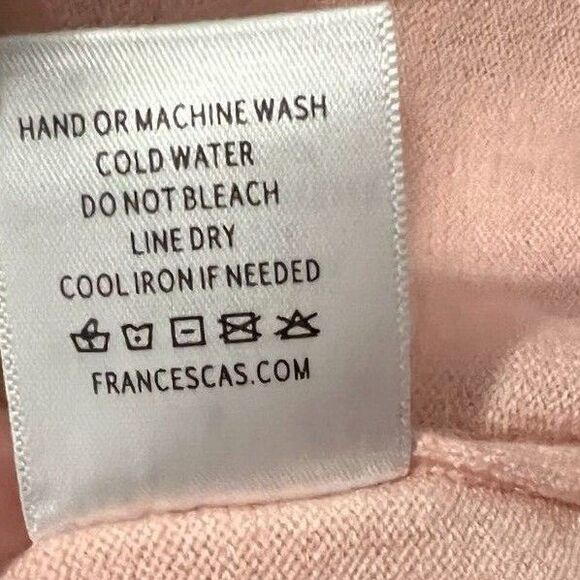 HAND OR MACHINE WASH
COLD WATER
DO NOT BLEACH
LINE DRY
COOL IRON IF NEEDED
FRANCESCAS.COM